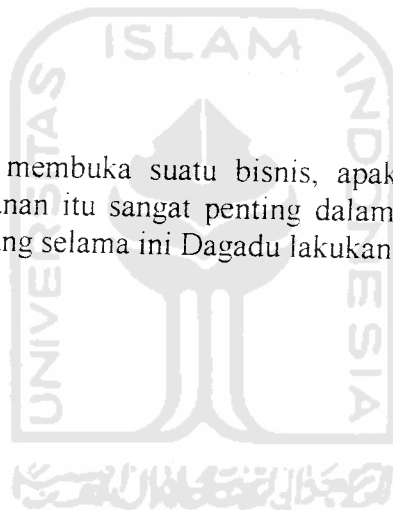 ISLAM
UNIVERSITAS
INDONESIA
membuka suatu bisnis, apak
nan itu sangat penting dalam
ng selama ini Dagadu lakukan